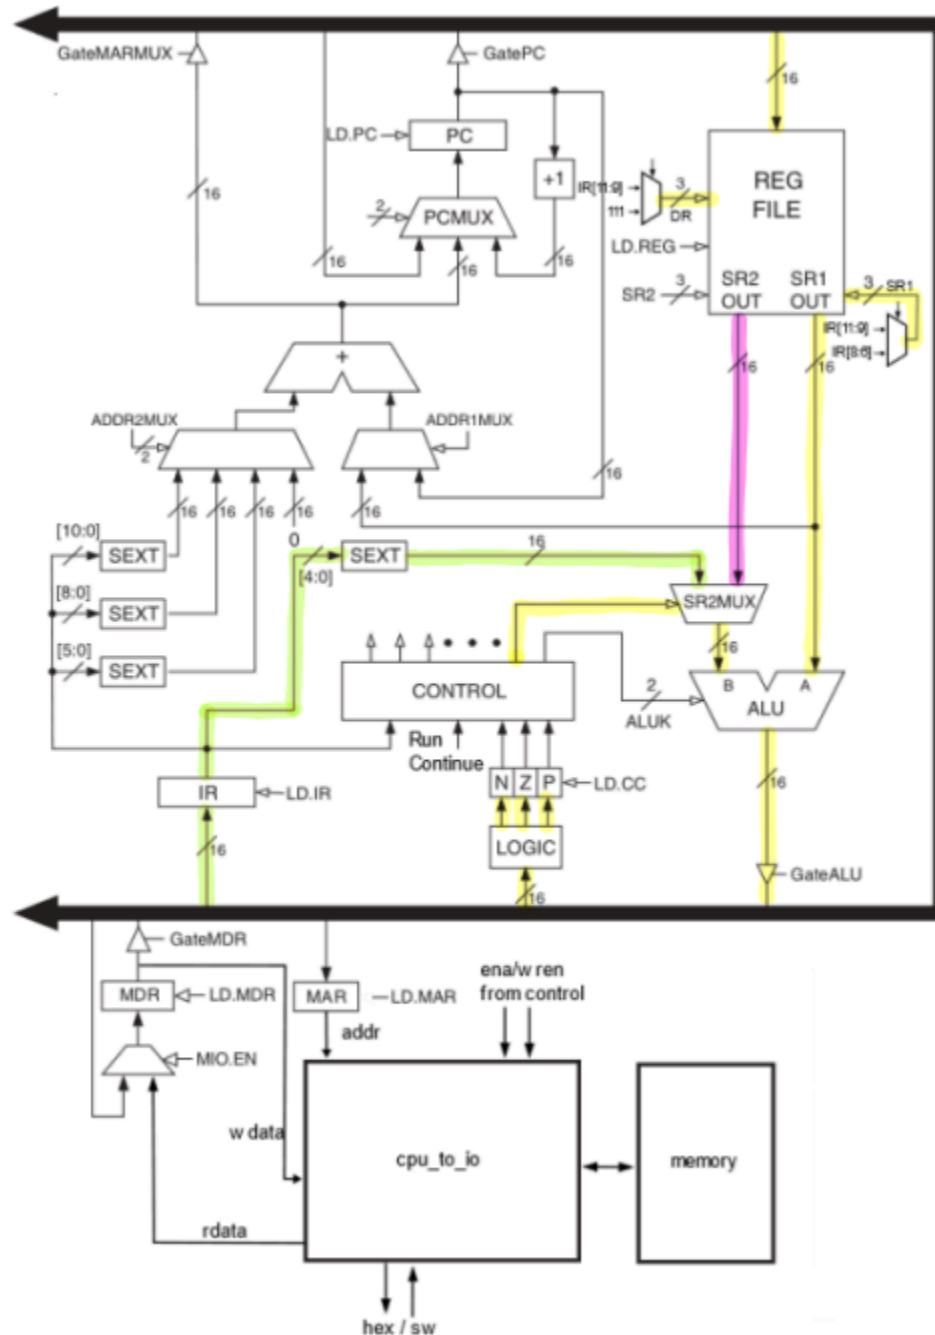 GateMARMUX
GatePC
16
LD.PC
PC
+1
16
2
PCMUX
16
16
16
REG
FILE
IR[11:9]
111
3
DR
LD.REG
SR2
3
SR2
OUT
SR1
OUT
3
SR1
IR[11:9]
IR[8:6]
16
16
+
ADDR2MUX
2
ADDR1MUX
16
16
16
16
16
16
0
[10:0]
SEXT
[8:0]
SEXT
[5:0]
SEXT
[4:0]
SEXT
16
SR2MUX
16
CONTROL
2
ALUK
B
A
ALU
Run
Continue
IR
LD.IR
N Z P
LD.CC
LOGIC
16
16
16
GateALU
GateMDR
MDR
LD.MDR
MAR
LD.MAR
addr
ena/w ren
from control
MIO.EN
w data
cpu_to_io
memory
rdata
hex / sw